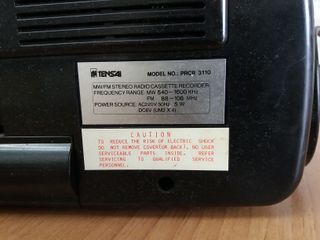 TENSAI MODEL NO.: PRCR 3110
MW/FM STEREO RADIO CASSETTE RECORDER
FREQUENCY RANGE: MW 540-1600 KHz
FM 88-108 MHz
POWER SOURCE: AC220V 50Hz 5 W
DC6V (UM2 X 4)
CAUTION
TO REDUCE THE RISK OF ELECTRIC SHOCK
DO NOT REMOVE COVER(OR BACK). NO USER
SERVICEABLE PARTS INSIDE. REFER
SERVICING TO QUALIFIED SERVICE
PERSONNEL.